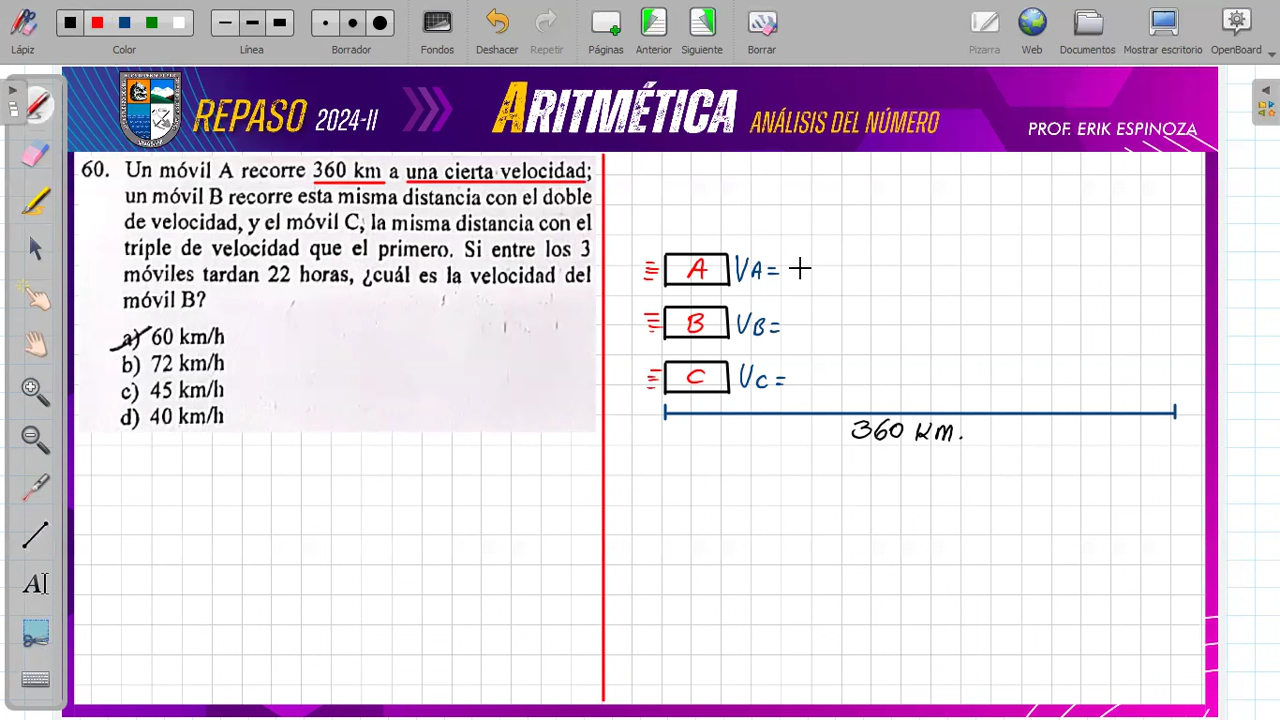 Lápiz Color Línea Borrador Fondos Deshacer Repetir Páginas Anterior Siguiente Borrar Pizarra Web Documentos Mostrar escritorio OpenBoard
REPASO 2024-II
ARITMÉTICA
ANÁLISIS DEL NÚMERO
PROF. ERIK ESPINOZA
60. Un móvil A recorre 360 km a una cierta velocidad;
un móvil B recorre esta misma distancia con el doble
de velocidad, y el móvil C, la misma distancia con el
triple de velocidad que el primero. Si entre los 3
móviles tardan 22 horas, ¿cuál es la velocidad del
móvil B?
a) 60 km/h
b) 72 km/h
c) 45 km/h
d) 40 km/h
A VA=
B VB=
C VC=
360 km.